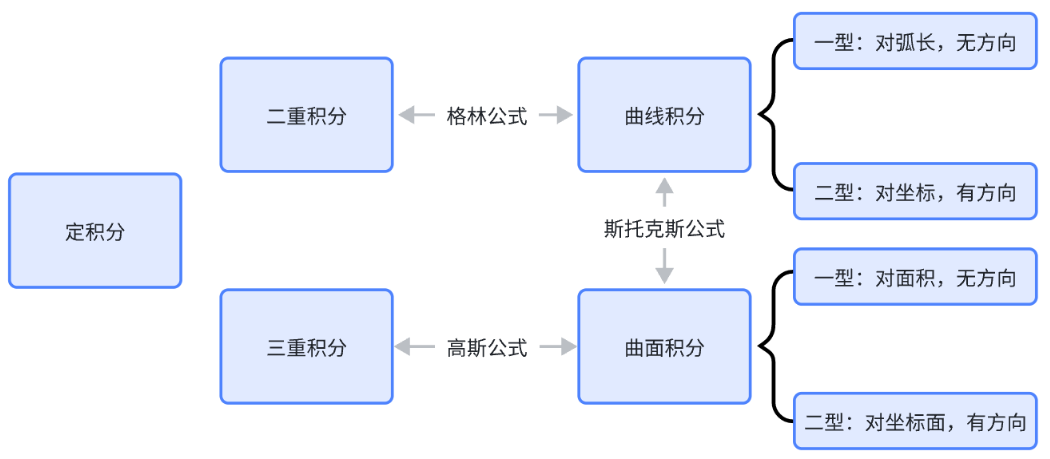 一型：对弧长，无方向
二重积分
格林公式
曲线积分
二型：对坐标，有方向
定积分
斯托克斯公式
一型：对面积，无方向
三重积分
高斯公式
曲面积分
二型：对坐标面，有方向